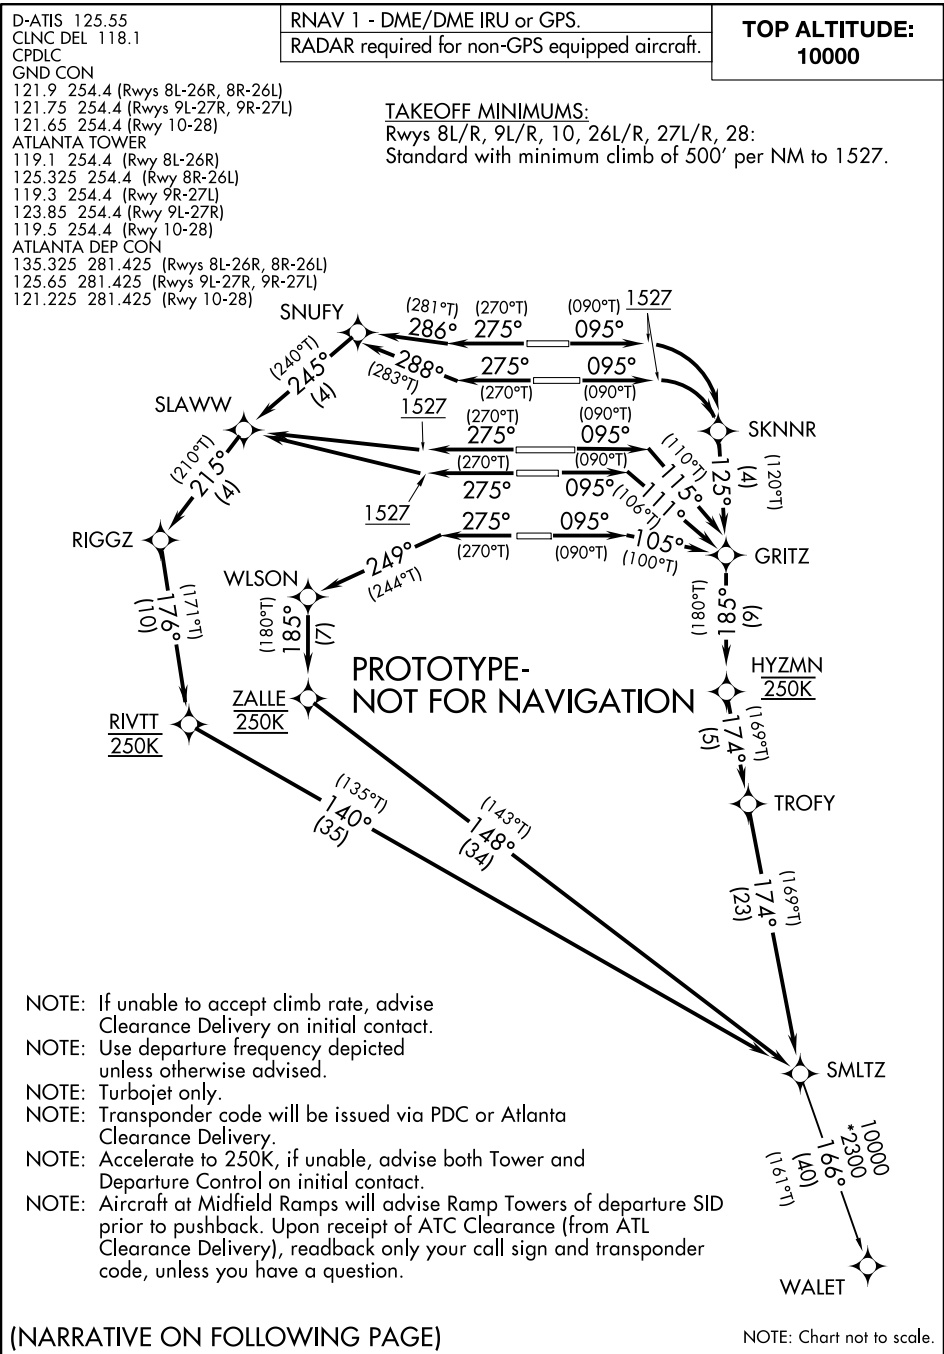 D-ATIS 125.55
CLNC DEL 118.1
CPDLC
GND CON
121.9 254.4 (Rwys 8L-26R, 8R-26L)
121.75 254.4 (Rwys 9L-27R, 9R-27L)
121.65 254.4 (Rwy 10-28)
ATLANTA TOWER
119.1 254.4 (Rwy 8L-26R)
125.325 254.4 (Rwy 8R-26L)
119.3 254.4 (Rwy 9R-27L)
123.85 254.4 (Rwy 9L-27R)
119.5 254.4 (Rwy 10-28)
ATLANTA DEP CON
135.325 281.425 (Rwys 8L-26R, 8R-26L)
125.65 281.425 (Rwys 9L-27R, 9R-27L)
121.225 281.425 (Rwy 10-28)
RNAV 1 - DME/DME IRU or GPS.
RADAR required for non-GPS equipped aircraft.
TOP ALTITUDE:
10000
TAKEOFF MINIMUMS:
Rwys 8L/R, 9L/R, 10, 26L/R, 27L/R, 28:
Standard with minimum climb of 500' per NM to 1527.
SNUFY
(281°T) (270°T) (090°T) 1527
286° 275° 095°
(240°T)
245°
(4)
288° 275° 095°
(283°T) (270°T) (090°T)
SLAWW
1527 (270°T) (090°T)
275° 095°
SKNNR
(270°T) (090°T)
275° 095°
1527
(110°T)
115°
(106°T)
111°
(120°T)
125°
(4)
(210°T)
215°
(4)
RIGGZ
275° 095° 105°
(270°T) (090°T) (100°T)
GRITZ
249°
(244°T)
WLSON
(171°T)
176°
(10)
(180°T)
185°
(7)
(180°T)
185°
(6)
PROTOTYPE-
NOT FOR NAVIGATION
HYZMN
250K
ZALLE
250K
RIVTT
250K
(169°T)
174°
(5)
TROFY
(135°T)
140°
(35)
(143°T)
148°
(34)
(169°T)
174°
(23)
SMLTZ
10000
*2300
166°
(40)
(161°T)
WALET
NOTE: If unable to accept climb rate, advise
Clearance Delivery on initial contact.
NOTE: Use departure frequency depicted
unless otherwise advised.
NOTE: Turbojet only.
NOTE: Transponder code will be issued via PDC or Atlanta
Clearance Delivery.
NOTE: Accelerate to 250K, if unable, advise both Tower and
Departure Control on initial contact.
NOTE: Aircraft at Midfield Ramps will advise Ramp Towers of departure SID
prior to pushback. Upon receipt of ATC Clearance (from ATL
Clearance Delivery), readback only your call sign and transponder
code, unless you have a question.
(NARRATIVE ON FOLLOWING PAGE)
NOTE: Chart not to scale.